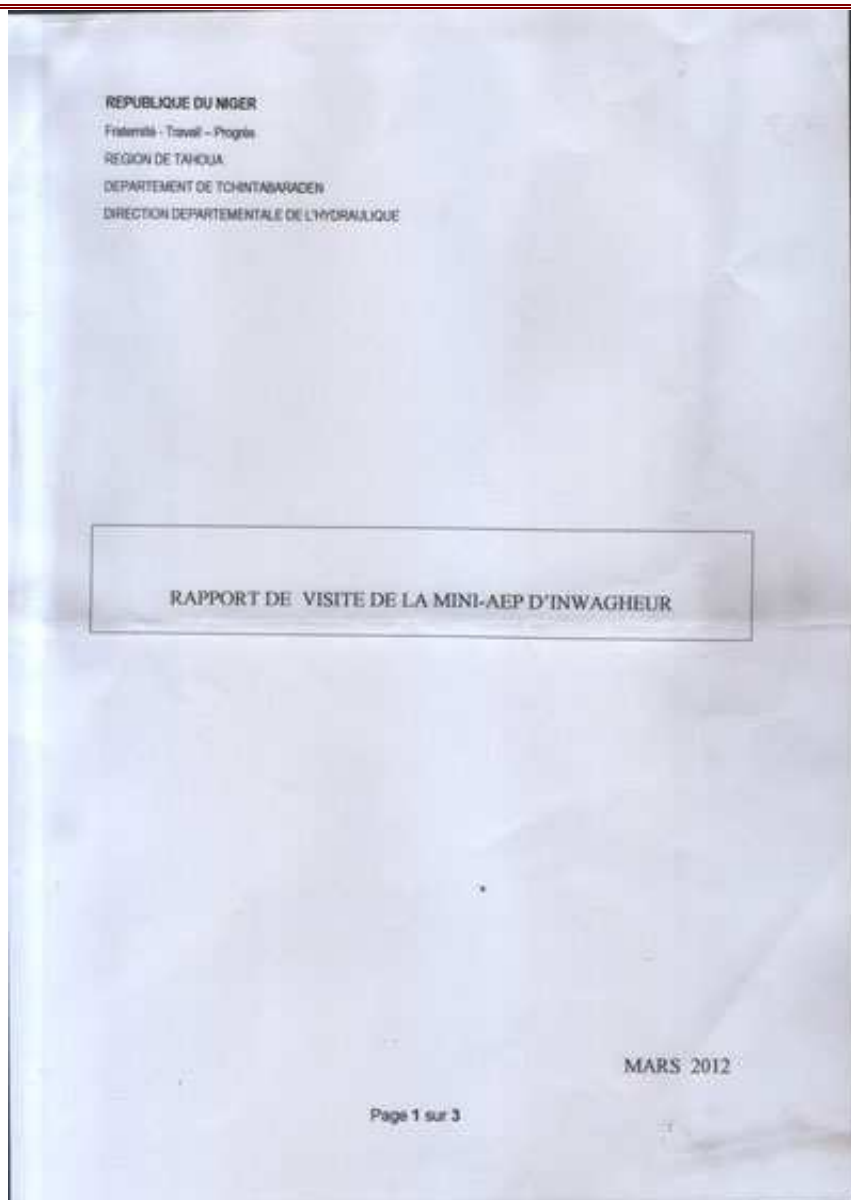 REPUBLIQUE DU NIGER
Fraternité - Travail – Progrès
REGION DE TAHOUA
DEPARTEMENT DE TCHINTABARADEN
DIRECTION DEPARTEMENTALE DE L'HYDRAULIQUE
RAPPORT DE VISITE DE LA MINI-AEP D'INWAGHEUR
MARS 2012
Page 1 sur 3